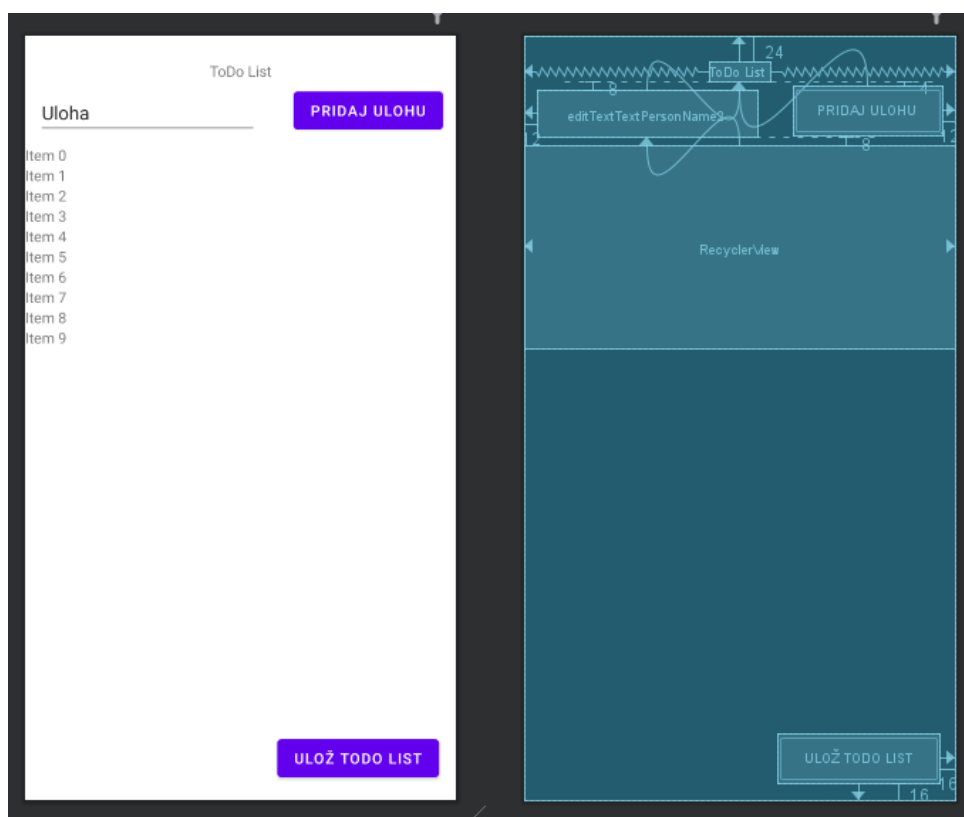 ToDo List
Uloha
PRIDAJ ULOHU
Item 0
Item 1
Item 2
Item 3
Item 4
Item 5
Item 6
Item 7
Item 8
Item 9
ULOŽ TODO LIST
24
ToDo List
8
4
editTextTextPersonName2
PRIDAJ ULOHU
12
12
8
RecyclerView
ULOŽ TODO LIST
16
16